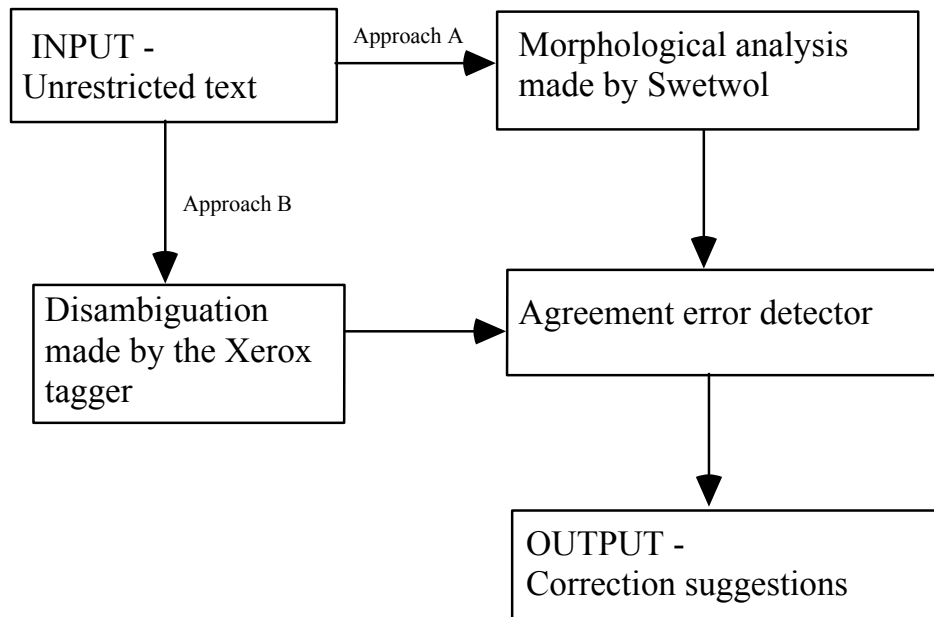 INPUT -
Unrestricted text
Approach A
Morphological analysis
made by Swetwol
Approach B
Disambiguation
made by the Xerox
tagger
Agreement error detector
OUTPUT -
Correction suggestions